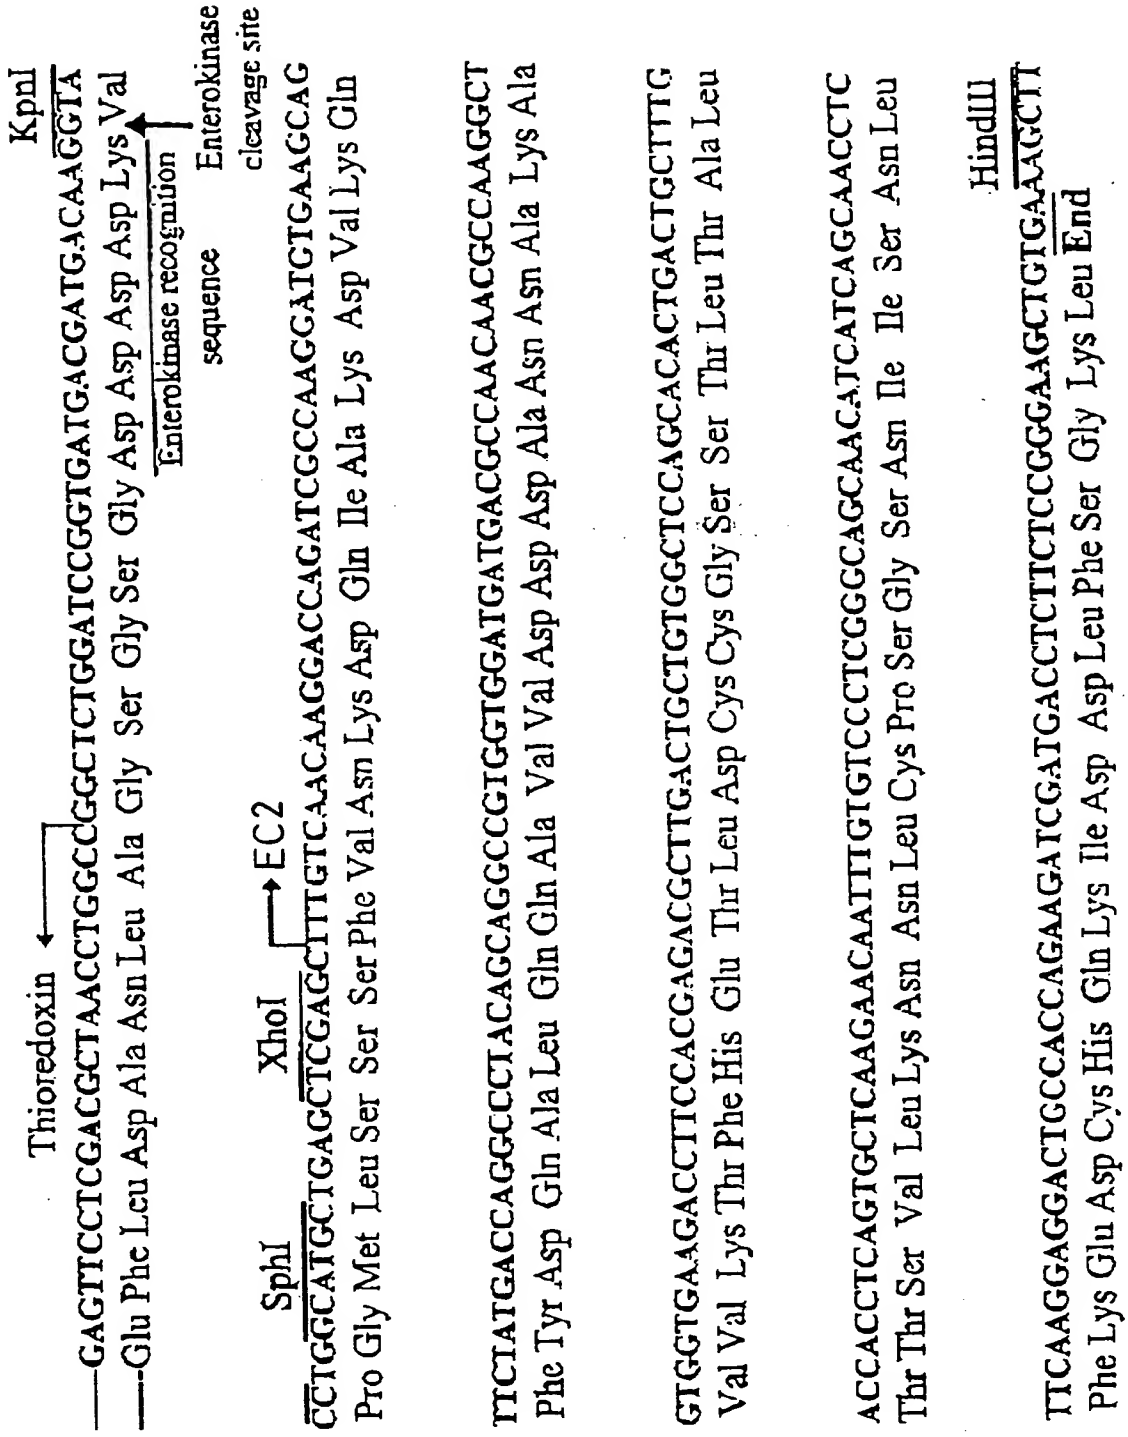 Thioredoxin KpnI
GAGTTCCTCGACGCTAACCTGGCCGGCTCTGGATCCGGTGATGACGATGACAAGGTA
Glu Phe Leu Asp Ala Asn Leu Ala Gly Ser Gly Ser Gly Asp Asp Asp Asp Lys Val
Enterokinase recognition sequence
Enterokinase cleavage site
SphI XhoI EC2
CCTGGCATGCTGAGCTCGAGCTTTGTCAACAAGGACCAGATCGCCAAGGATGTGAAGCAG
Pro Gly Met Leu Ser Ser Ser Phe Val Asn Lys Asp Gln Ile Ala Lys Asp Val Lys Gln
TTCTATGACCAGGCCCTACAGCAGGCCGTGGTGGATGATGACGCCAACAACGCCAAGGCT
Phe Tyr Asp Gln Ala Leu Gln Gln Ala Val Val Asp Asp Asp Ala Asn Asn Ala Lys Ala
GTGGTGAAGACCTTCCACGAGACGCTTGACTGCTGTGGCTCCAGCACACTGACTGCTTTG
Val Val Lys Thr Phe His Glu Thr Leu Asp Cys Cys Gly Ser Ser Thr Leu Thr Ala Leu
ACCACCTCAGTGCTCAAGAACAATTTGTGTCCCTCGGGCAGCAACATCATCAGCAACCTC
Thr Thr Ser Val Leu Lys Asn Asn Leu Cys Pro Ser Gly Ser Asn Ile Ile Ser Asn Leu
HindIII
TTCAAGGAGGACTGCCACCAGAAGATCGATGACCTCTTCTCCGGGAAGCTGTGAAAGCTT
Phe Lys Glu Asp Cys His Gln Lys Ile Asp Asp Leu Phe Ser Gly Lys Leu End